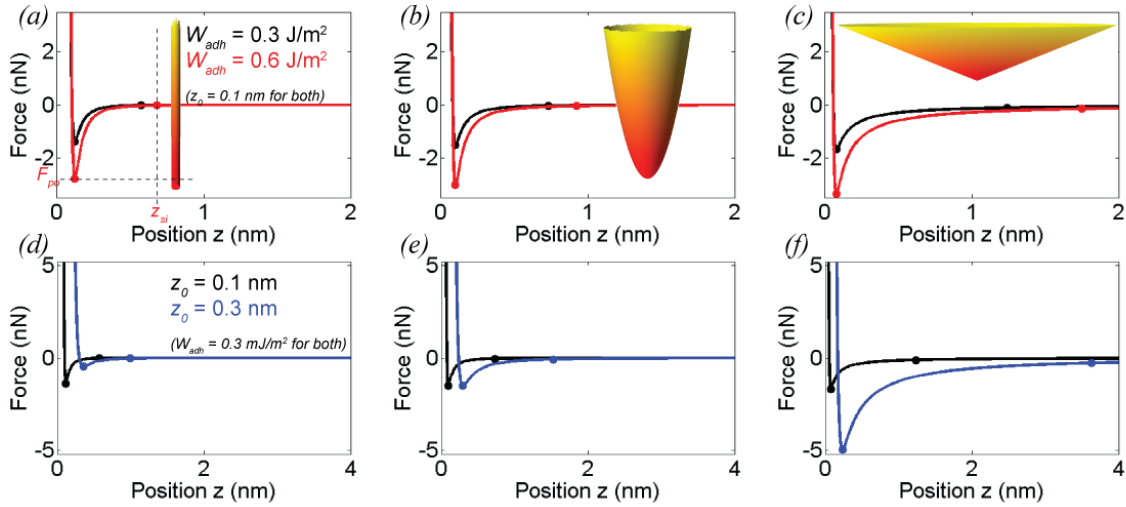 (a)
W_adh = 0.3 J/m²
W_adh = 0.6 J/m²
(z₀ = 0.1 nm for both)
Force (nN)
2
0
-2
F_po
0
z_si
1
2
Position z (nm)
(b)
Force (nN)
2
0
-2
0
1
2
Position z (nm)
(c)
Force (nN)
2
0
-2
0
1
2
Position z (nm)
(d)
z₀ = 0.1 nm
z₀ = 0.3 nm
(W_adh = 0.3 mJ/m² for both)
Force (nN)
5
0
-5
0
2
4
Position z (nm)
(e)
Force (nN)
5
0
-5
0
2
4
Position z (nm)
(f)
Force (nN)
5
0
-5
0
2
4
Position z (nm)